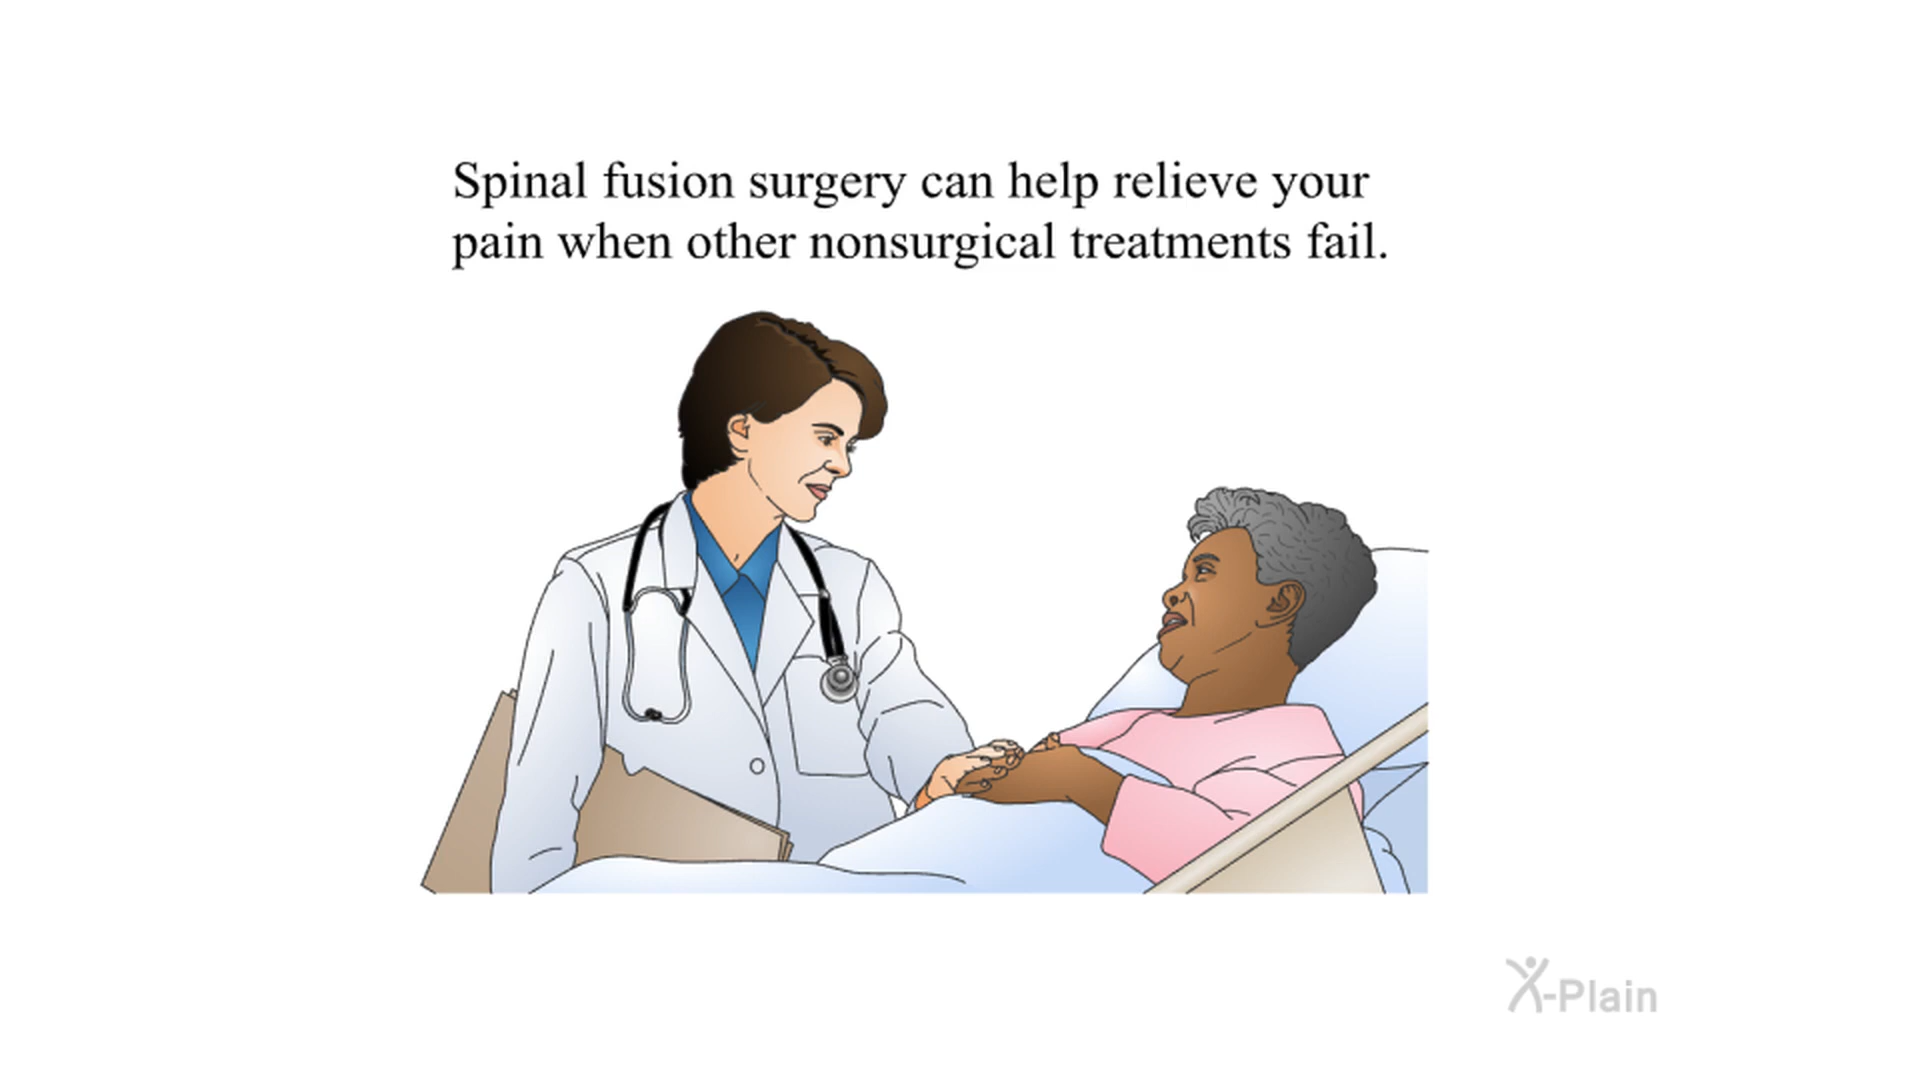 Spinal fusion surgery can help relieve your
pain when other nonsurgical treatments fail.
X-Plain